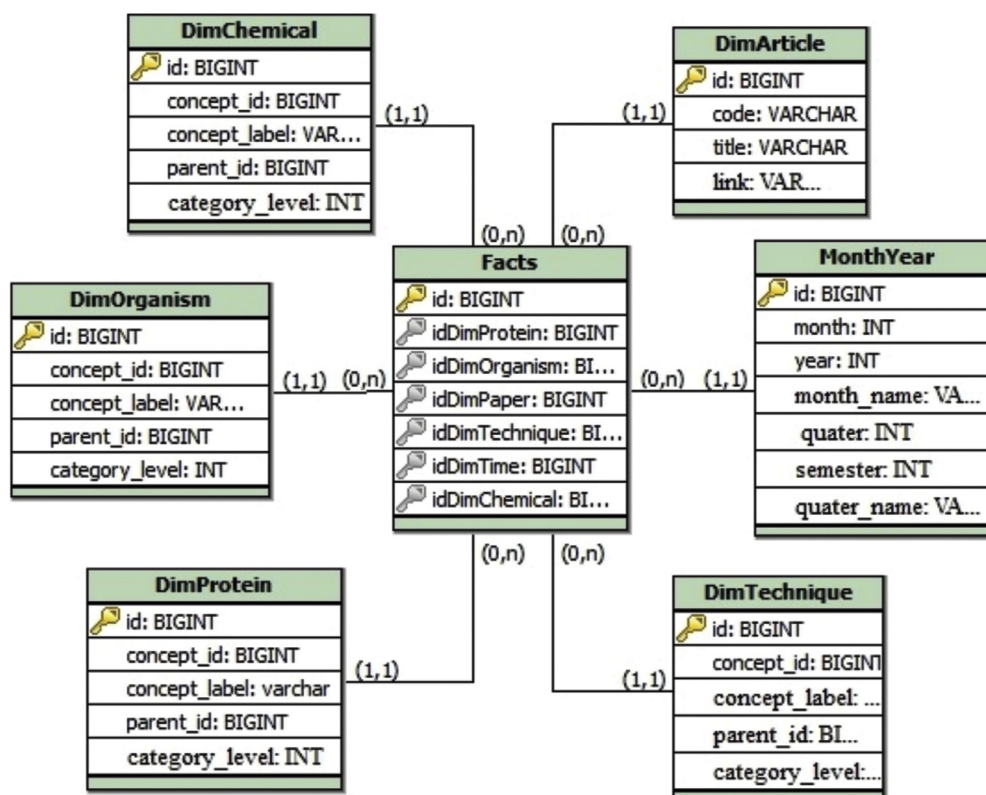 DimChemical
id: BIGINT
concept_id: BIGINT
concept_label: VAR...
parent_id: BIGINT
category_level: INT
(1,1)
(0,n)
DimArticle
id: BIGINT
code: VARCHAR
title: VARCHAR
link: VAR...
(1,1)
(0,n)
DimOrganism
id: BIGINT
concept_id: BIGINT
concept_label: VAR...
parent_id: BIGINT
category_level: INT
(1,1)
(0,n)
Facts
id: BIGINT
idDimProtein: BIGINT
idDimOrganism: BI...
idDimPaper: BIGINT
idDimTechnique: BI...
idDimTime: BIGINT
idDimChemical: BI...
(0,n)
(1,1)
MonthYear
id: BIGINT
month: INT
year: INT
month_name: VA...
quater: INT
semester: INT
quater_name: VA...
DimProtein
id: BIGINT
concept_id: BIGINT
concept_label: varchar
parent_id: BIGINT
category_level: INT
(1,1)
(0,n)
(0,n)
(1,1)
DimTechnique
id: BIGINT
concept_id: BIGINT
concept_label: ...
parent_id: BI...
category_level:...